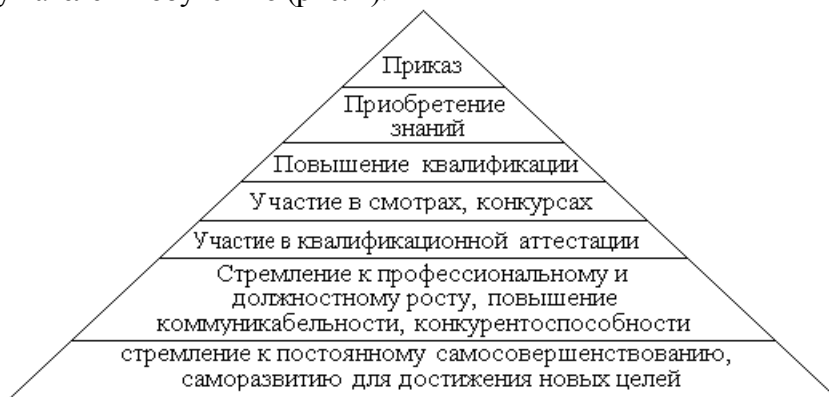 Приказ
Приобретение
знаний
Повышение квалификации
Участие в смотрах, конкурсах
Участие в квалификационной аттестации
Стремление к профессиональному и
должностному росту, повышение
коммуникабельности, конкурентоспособности
стремление к постоянному самосовершенствованию,
саморазвитию для достижения новых целей